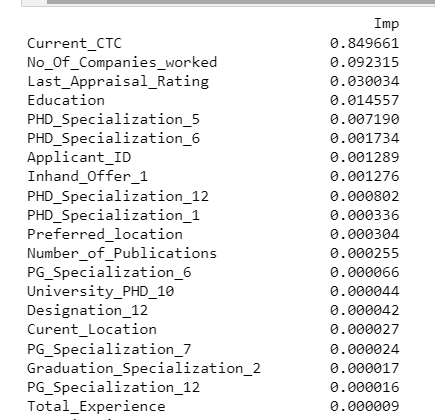 Imp
Current_CTC 0.849661
No_Of_Companies_worked 0.092315
Last_Appraisal_Rating 0.030034
Education 0.014557
PHD_Specialization_5 0.007190
PHD_Specialization_6 0.001734
Applicant_ID 0.001289
Inhand_Offer_1 0.001276
PHD_Specialization_12 0.000802
PHD_Specialization_1 0.000336
Preferred_location 0.000304
Number_of_Publications 0.000255
PG_Specialization_6 0.000066
University_PHD_10 0.000044
Designation_12 0.000042
Curent_Location 0.000027
PG_Specialization_7 0.000024
Graduation_Specialization_2 0.000017
PG_Specialization_12 0.000016
Total_Experience 0.000009